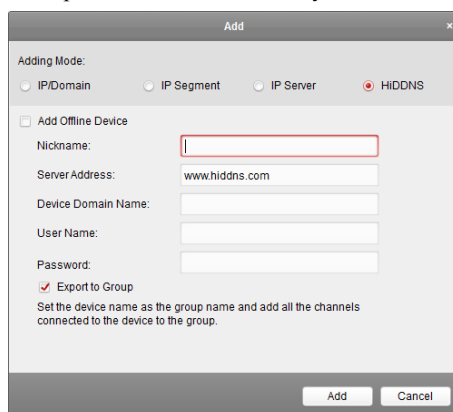 Add ×
Adding Mode:
IP/Domain IP Segment IP Server HiDDNS
Add Offline Device
Nickname:
Server Address: www.hiddns.com
Device Domain Name:
User Name:
Password:
Export to Group
Set the device name as the group name and add all the channels
connected to the device to the group.
Add Cancel